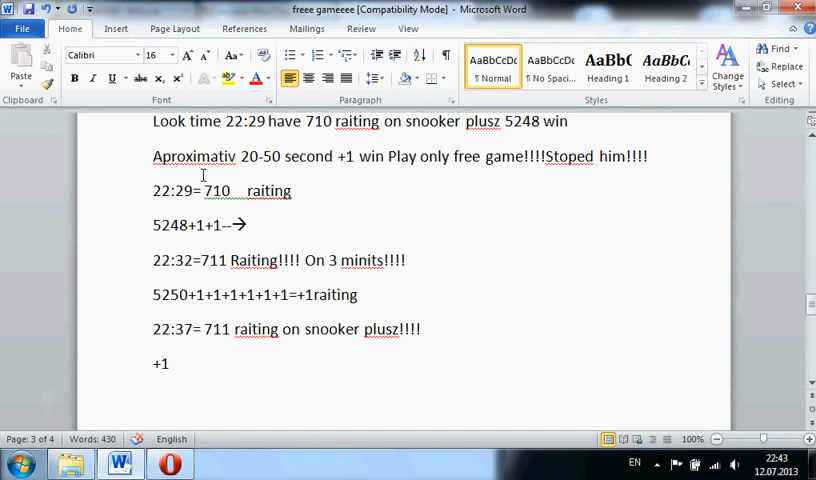 freee gameeee [Compatibility Mode] - Microsoft Word
File Home Insert Page Layout References Mailings Review View
Calibri 16 Aa
Paste
B I U abc x₂ x² A A
AaBbCcDc AaBbCcDc AaBbC AaBbCc
¶ Normal ¶ No Spaci... Heading 1 Heading 2
Change Styles
Find
Replace
Select
Clipboard Font Paragraph Styles Editing
Look time 22:29 have 710 raiting on snooker plusz 5248 win
Aproximativ 20-50 second +1 win Play only free game!!!!Stoped him!!!!
22:29= 710 raiting
5248+1+1--→
22:32=711 Raiting!!!! On 3 minits!!!!
5250+1+1+1+1+1+1=+1raiting
22:37= 711 raiting on snooker plusz!!!!
+1
Page: 3 of 4 Words: 430 English 100%
EN 22:43
12.07.2013